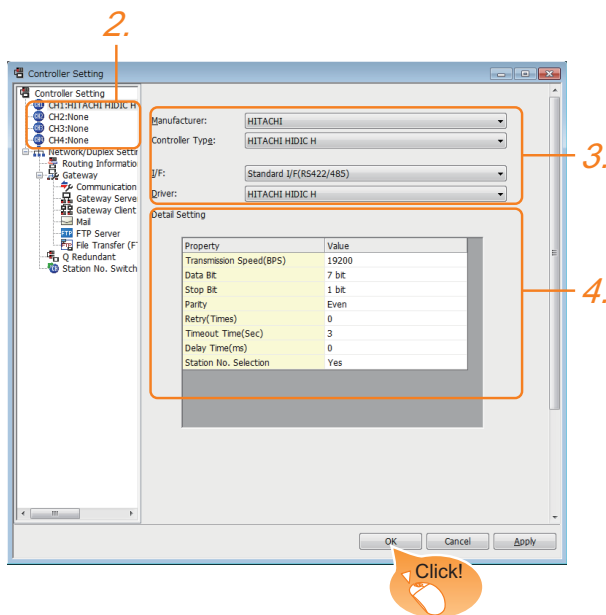 2.
Controller Setting
Controller Setting
CH1:HITACHI HIDIC H
CH2:None
CH3:None
CH4:None
Network/Duplex Setti
Routing Informatio
Gateway
Communication
Gateway Serve
Gateway Client
Mail
FTP Server
File Transfer (F
Q Redundant
Station No. Switch
Manufacturer: HITACHI
Controller Type: HITACHI HIDIC H
I/F: Standard I/F(RS422/485)
Driver: HITACHI HIDIC H
3.
Detail Setting
Property Value
Transmission Speed(BPS) 19200
Data Bit 7 bit
Stop Bit 1 bit
Parity Even
Retry(Times) 0
Timeout Time(Sec) 3
Delay Time(ms) 0
Station No. Selection Yes
4.
OK Cancel Apply
Click!